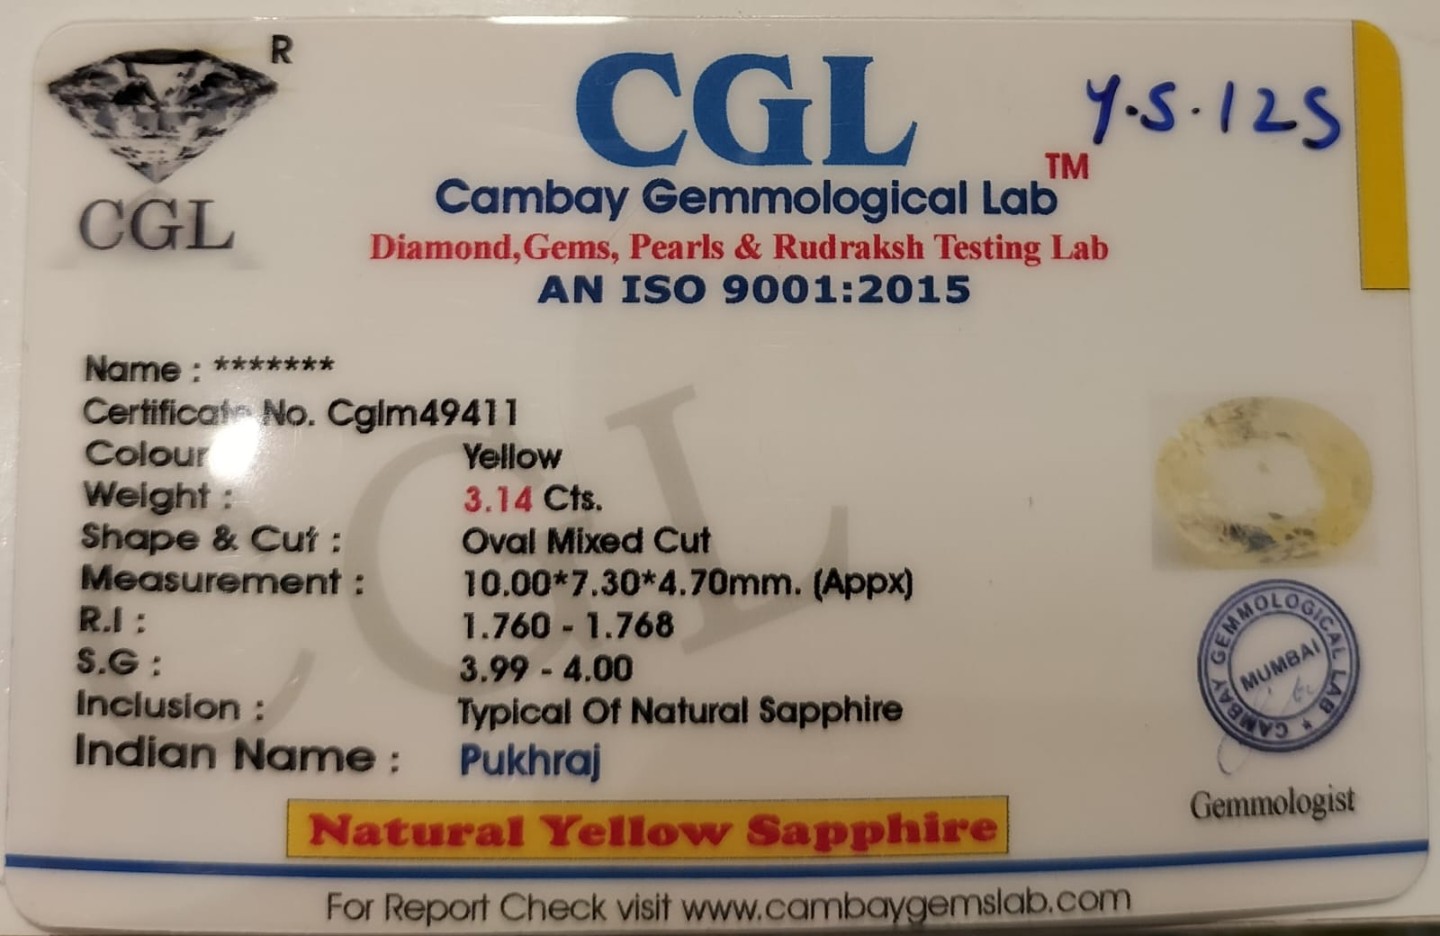 R
CGL
CGL
Y.S.125
TM
Cambay Gemmological Lab
Diamond,Gems, Pearls & Rudraksh Testing Lab
AN ISO 9001:2015
Name : *******
Certificate No. Cglm49411
Colour Yellow
Weight : 3.14 Cts.
Shape & Cut : Oval Mixed Cut
Measurement : 10.00*7.30*4.70mm. (Appx)
R.I : 1.760 - 1.768
S.G : 3.99 - 4.00
Inclusion : Typical Of Natural Sapphire
Indian Name : Pukhraj
CGL
CAMBAY GEMMOLOGICAL LAB *
MUMBAI
Gemmologist
Natural Yellow Sapphire
For Report Check visit www.cambaygemslab.com